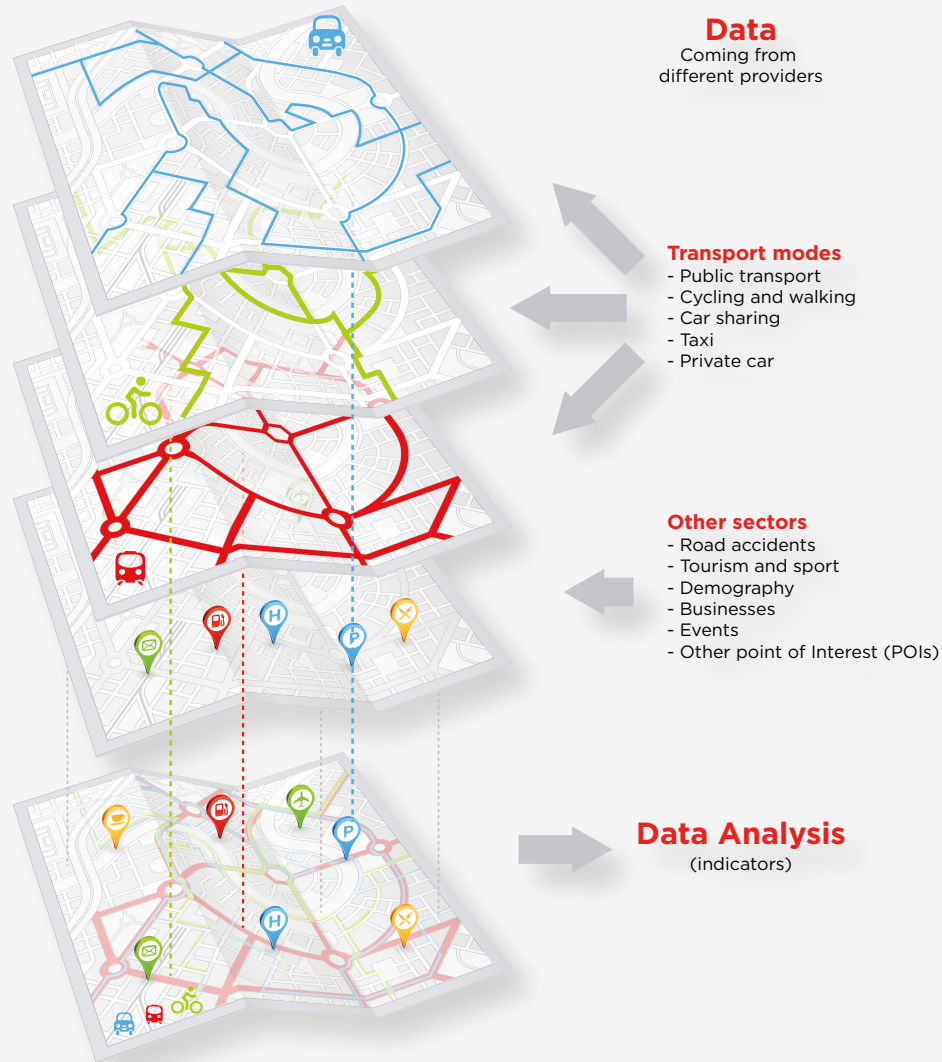 Data
Coming from
different providers
Transport modes
- Public transport
- Cycling and walking
- Car sharing
- Taxi
- Private car
Other sectors
- Road accidents
- Tourism and sport
- Demography
- Businesses
- Events
- Other point of Interest (POIs)
H
P
P
H
Data Analysis
(indicators)